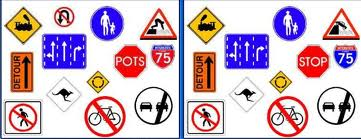 POTS
INTERSTATE
75
DETOUR
STOP
INTERSTATE
75
DETOUR